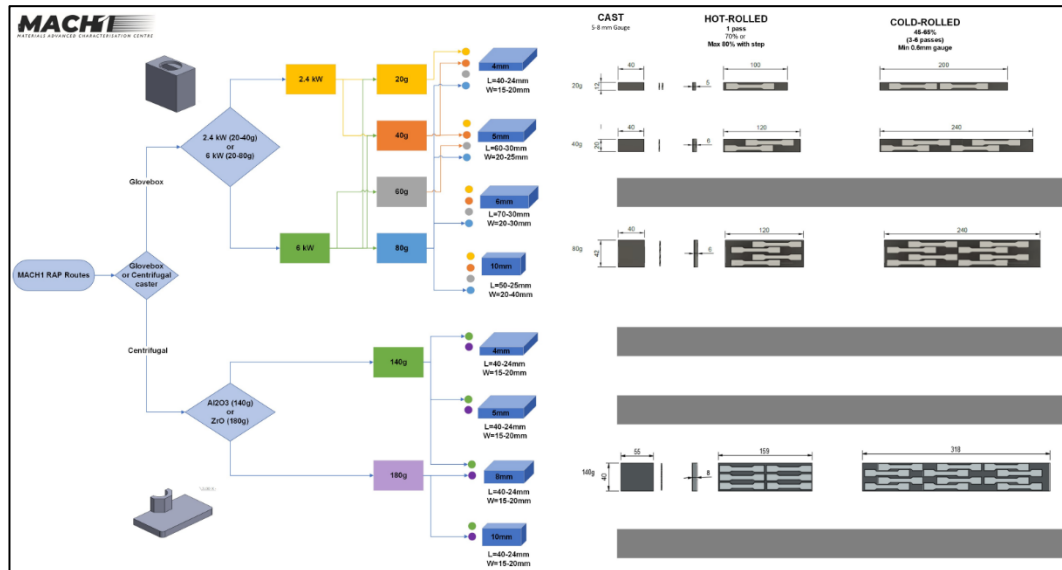 MACH1
MATERIALS ADVANCED CHARACTERISATION CENTRE
MACH1 RAP Routes
Glovebox
or Centrifugal
caster
Glovebox
Centrifugal
2.4 kW (20-40g)
or
6 kW (20-80g)
2.4 kW
6 kW
20g
40g
60g
80g
4mm
L=40-24mm
W=15-20mm
5mm
L=60-30mm
W=20-25mm
6mm
L=70-30mm
W=20-30mm
10mm
L=50-25mm
W=20-40mm
Al2O3 (140g)
or
ZrO (180g)
140g
180g
4mm
L=40-24mm
W=15-20mm
5mm
L=40-24mm
W=15-20mm
8mm
L=40-24mm
W=15-20mm
10mm
L=40-24mm
W=15-20mm
CAST
5-8 mm Gauge
HOT-ROLLED
1 pass
70% or
Max 80% with step
COLD-ROLLED
(3-6 passes)
Min 0.6mm gauge
20g
40
12
100
200
40g
40
20
6
120
240
80g
40
42
6
120
240
140g
55
40
8
159
318